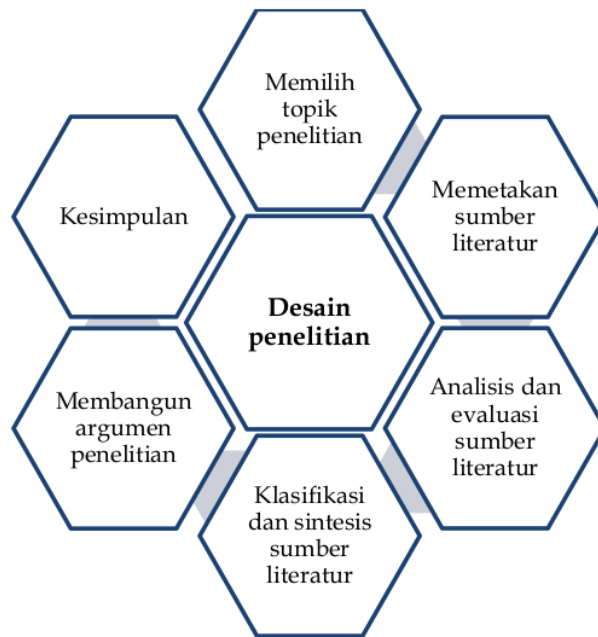 Memilih
topik
penelitian
Memetakan
sumber
literatur
Analisis dan
evaluasi
sumber
literatur
Klasifikasi
dan sintesis
sumber
literatur
Membangun
argumen
penelitian
Kesimpulan
Desain
penelitian